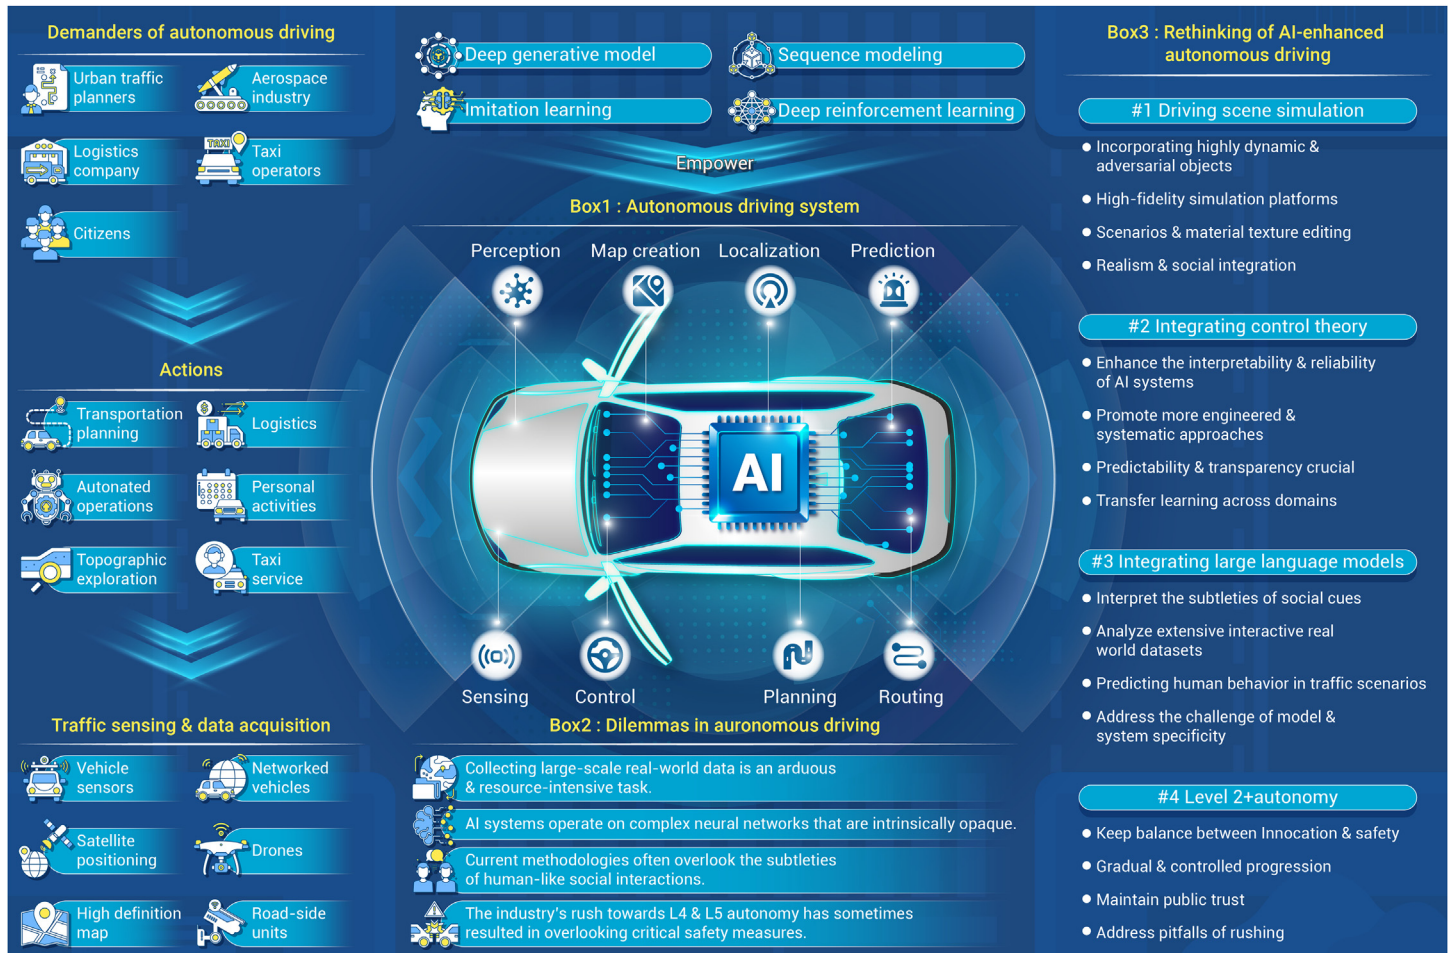 Demanders of autonomous driving
Urban traffic
planners
Aerospace
industry
Logistics
company
TAXI
Taxi
operators
Citizens
Actions
Transportation
planning
$
Logistics
Automated
operations
Personal
activities
Topographic
exploration
Taxi
service
Traffic sensing & data acquisition
Vehicle
sensors
Networked
vehicles
Satellite
positioning
Drones
High definition
map
Road-side
units
Deep generative model
Sequence modeling
Imitation learning
Deep reinforcement learning
Empower
Box1 : Autonomous driving system
Perception
Map creation
Localization
Prediction
AI
Sensing
Control
Planning
Routing
Box2 : Dilemmas in auronomous driving
Collecting large-scale real-world data is an arduous
& resource-intensive task.
AI systems operate on complex neural networks that are intrinsically opaque.
Current methodologies often overlook the subtleties
of human-like social interactions.
The industry's rush towards L4 & L5 autonomy has sometimes
resulted in overlooking critical safety measures.
Box3 : Rethinking of AI-enhanced
autonomous driving
#1 Driving scene simulation
● Incorporating highly dynamic &
adversarial objects
● High-fidelity simulation platforms
● Scenarios & material texture editing
● Realism & social integration
#2 Integrating control theory
● Enhance the interpretability & reliability
of AI systems
● Promote more engineered &
systematic approaches
● Predictability & transparency crucial
● Transfer learning across domains
#3 Integrating large language models
● Interpret the subtleties of social cues
● Analyze extensive interactive real
world datasets
● Predicting human behavior in traffic scenarios
● Address the challenge of model &
system specificity
#4 Level 2+autonomy
● Keep balance between Innocation & safety
● Gradual & controlled progression
● Maintain public trust
● Address pitfalls of rushing